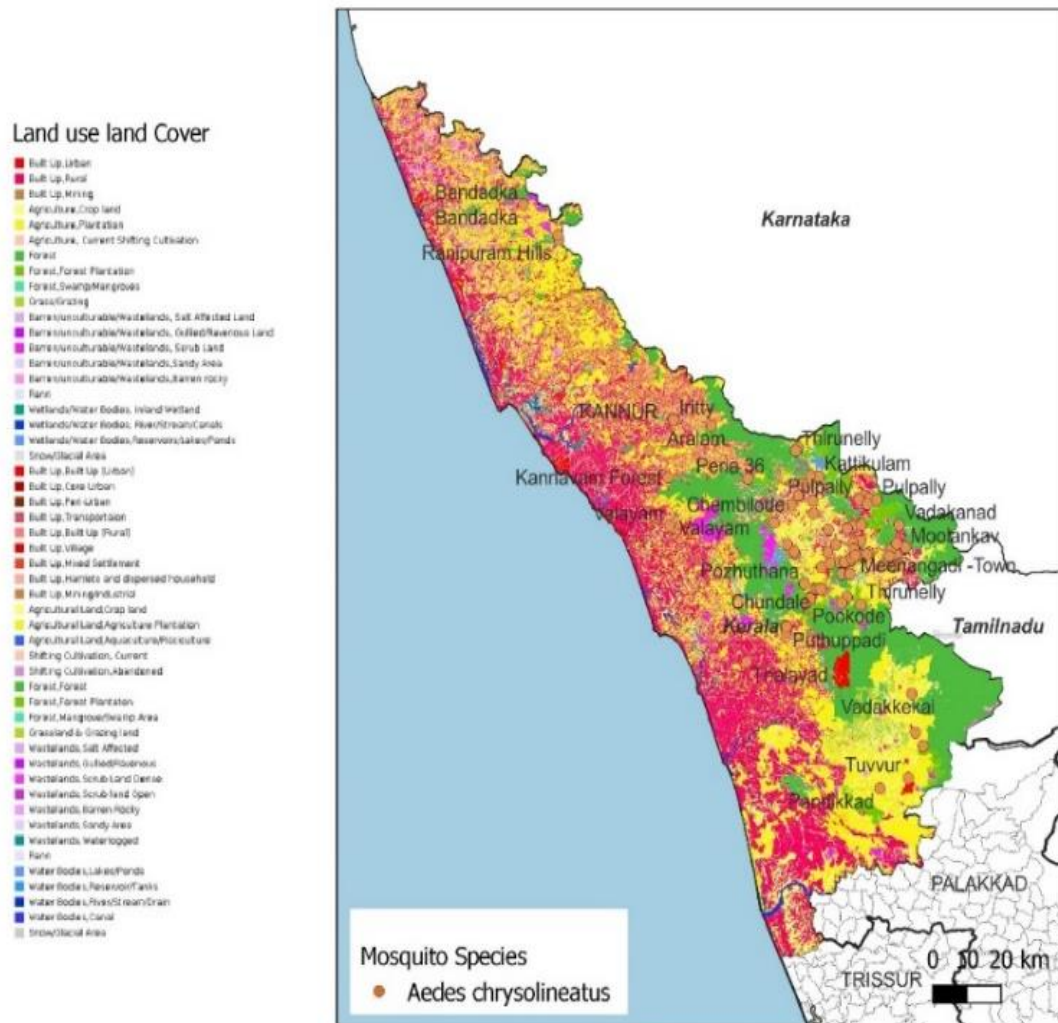 Land use land Cover
Built Up,Urban
Built Up,Rural
Built Up,Mining
Agriculture,Crop land
Agriculture,Plantation
Agriculture, Current Shifting Cultivation
Forest
Forest,Forest Plantation
Forest,Swamp/Mangroves
Grass/Grazing
Barren/unculturable/Wastelands, Salt Affected Land
Barren/unculturable/Wastelands, Gullied/Ravenous Land
Barren/unculturable/Wastelands, Scrub Land
Barren/unculturable/Wastelands,Sandy Area
Barren/unculturable/Wastelands,Barren rocky
Rann
Wetlands/Water Bodies, Inland Wetland
Wetlands/Water Bodies, River/Stream/Canals
Wetlands/Water Bodies,Reservoirs/Lakes/Ponds
Snow/Glacial Area
Built Up,Built Up (Urban)
Built Up,Core Urban
Built Up,Peri Urban
Built Up,Transportaion
Built Up,Built Up (Rural)
Built Up,Village
Built Up,Mixed Settlement
Built Up, Hamlets and dispersed household
Built Up,Mining/Industrial
Agricultural Land,Crop land
Agricultural Land,Agriculture Plantation
Agricultural Land,Aquaculture/Pisciculture
Shifting Cultivation, Current
Shifting Cultivation,Abandoned
Forest,Forest
Forest,Forest Plantaton
Forest,Mangrove/Swamp Area
Grassland & Grazing land
Wastelands,Salt Affected
Wastelands,Gullied/Ravenous
Wastelands,Scrub Land Dense
Wastelands,Scrub land Open
Wastelands,Barren Rocky
Wastelands,Sandy Area
Wastelands,Waterlogged
Rann
Water Bodies,Lakes/Ponds
Water Bodies,Reservoir/Tanks
Water Bodies,River/Stream/Drain
Water Bodies,Canal
Snow/Glacial Area
Bandadka
Karnataka
Bandadka
Ranipuram Hills
KANNUR
Iritty
Aralam
Thirunelly
Peria 36
Kattikulam
Kannavam Forest
Pulpally
Pulpally
Chembilode
Valayam
Vadakanad
Valayam
Mootankav
Pozhuthana
Meenangadi -Town
Chundale
Thirunelly
Pookode
Kerala
Tamilnadu
Puthuppadi
Tholayad
Vadakkekai
Tuvvur
Pandikkad
PALAKKAD
TRISSUR
0 10 20 km
Mosquito Species
Aedes chrysolineatus